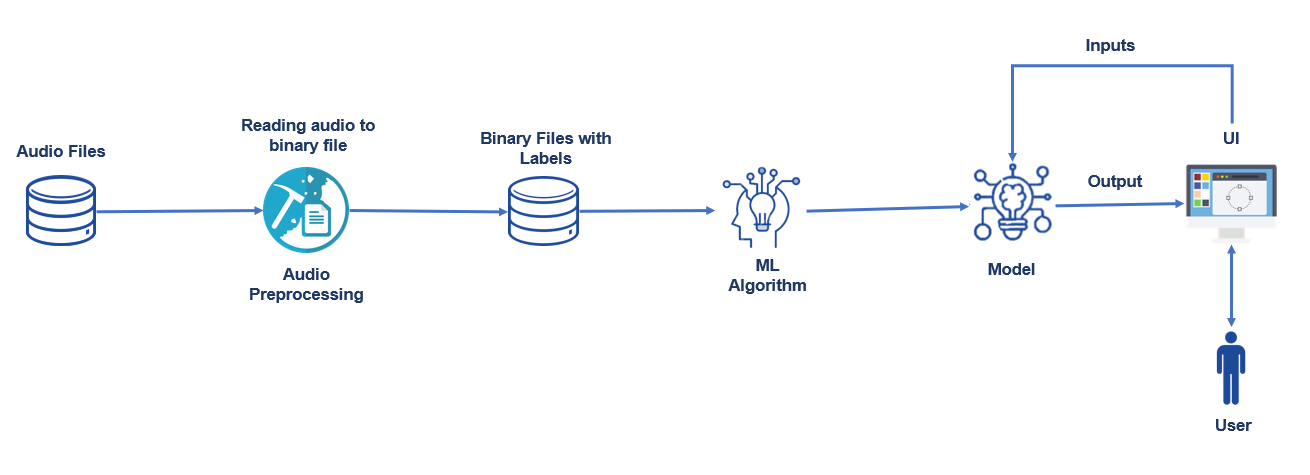 Inputs
UI
Reading audio to
binary file
Binary Files with
Labels
Audio Files
Output
ML
Algorithm
Model
Audio
Preprocessing
User